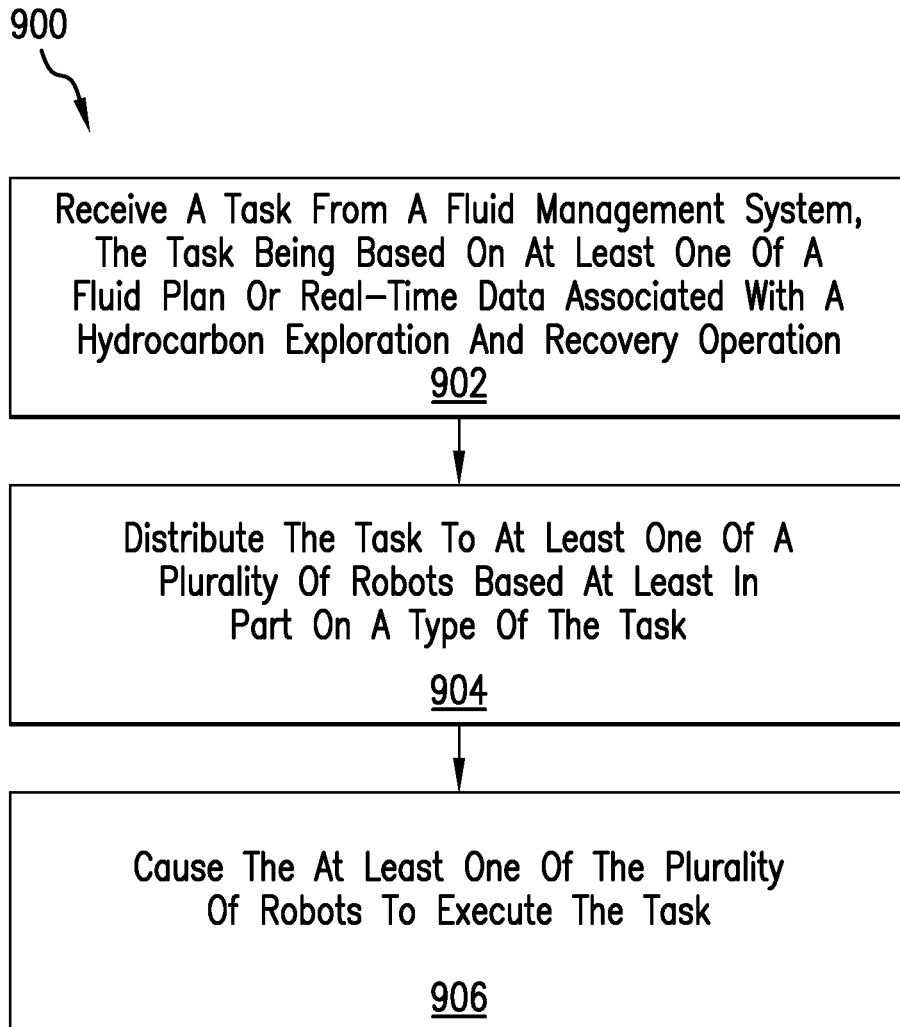 900
Receive A Task From A Fluid Management System,
The Task Being Based On At Least One Of A
Fluid Plan Or Real-Time Data Associated With A
Hydrocarbon Exploration And Recovery Operation
902
Distribute The Task To At Least One Of A
Plurality Of Robots Based At Least In
Part On A Type Of The Task
904
Cause The At Least One Of The Plurality
Of Robots To Execute The Task
906